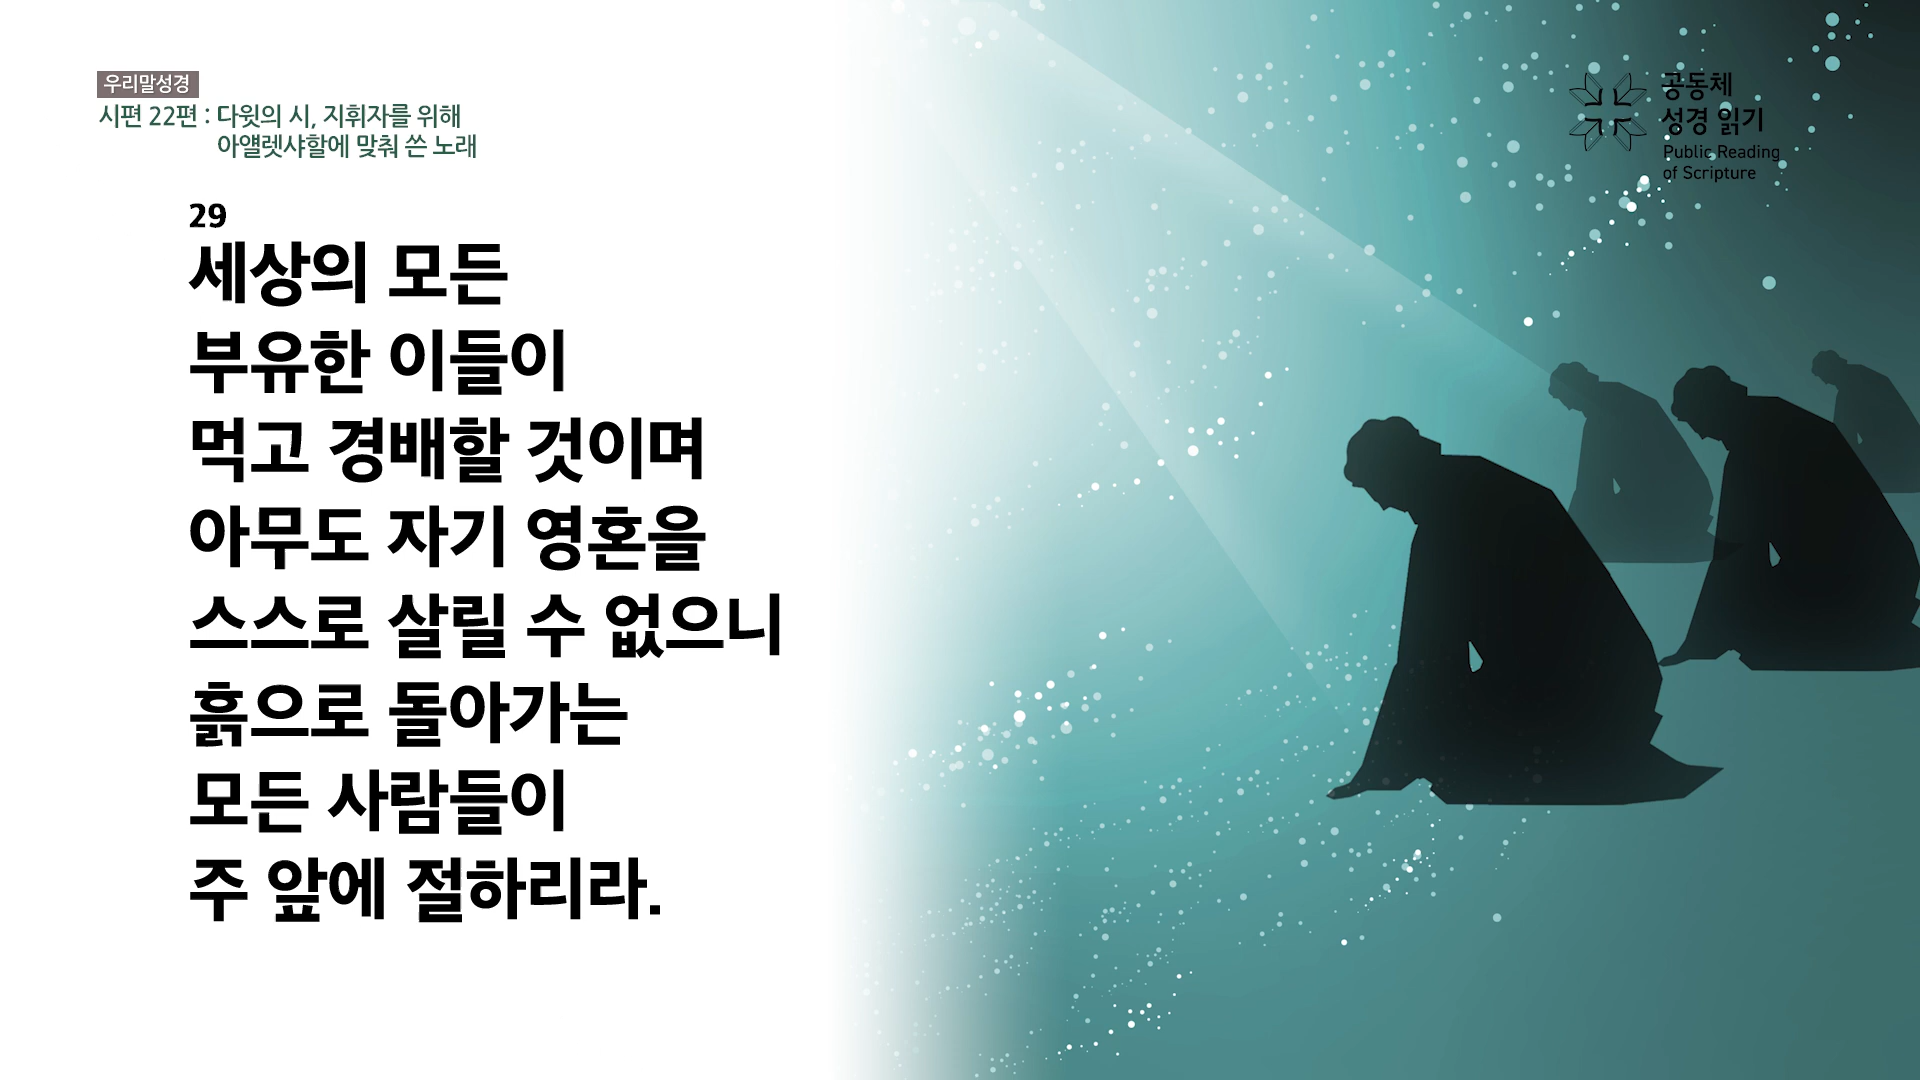 우리말성경
시편 22편 : 다윗의 시, 지휘자를 위해
아얠렛샤할에 맞춰 쓴 노래
29
세상의 모든
부유한 이들이
먹고 경배할 것이며
아무도 자기 영혼을
스스로 살릴 수 없으니
흙으로 돌아가는
모든 사람들이
주 앞에 절하리라.
공동체
성경 읽기
Public Reading
of Scripture